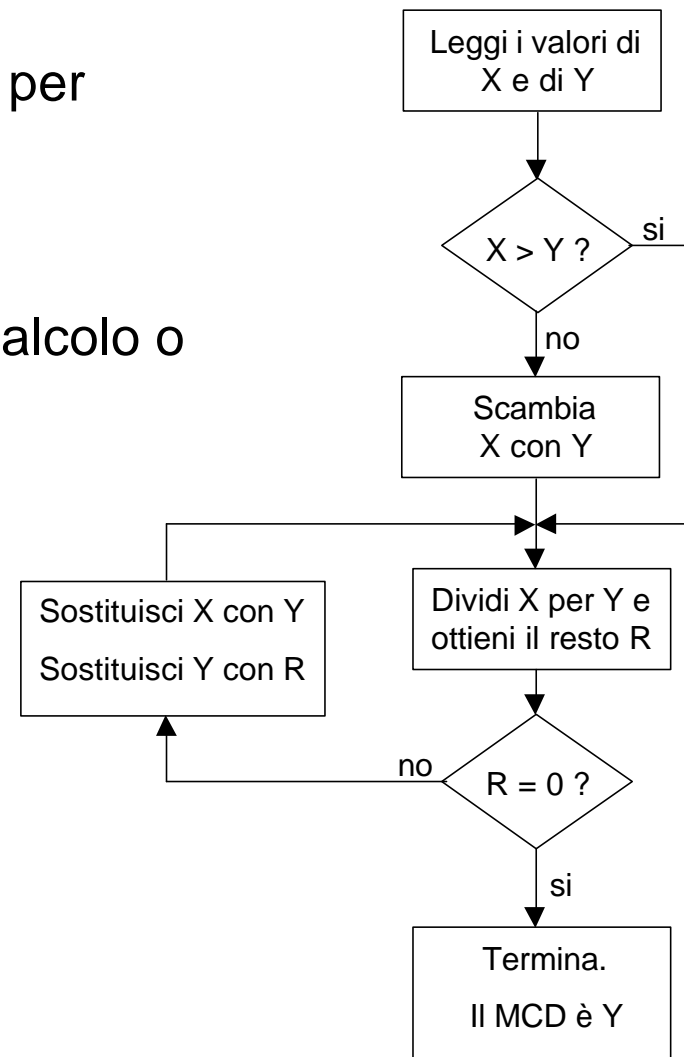 per
alcolo o
Leggi i valori di
X e di Y
X > Y ?
si
no
Scambia
X con Y
Sostituisci X con Y
Sostituisci Y con R
Dividi X per Y e
ottieni il resto R
no
R = 0 ?
si
Termina.
Il MCD è Y